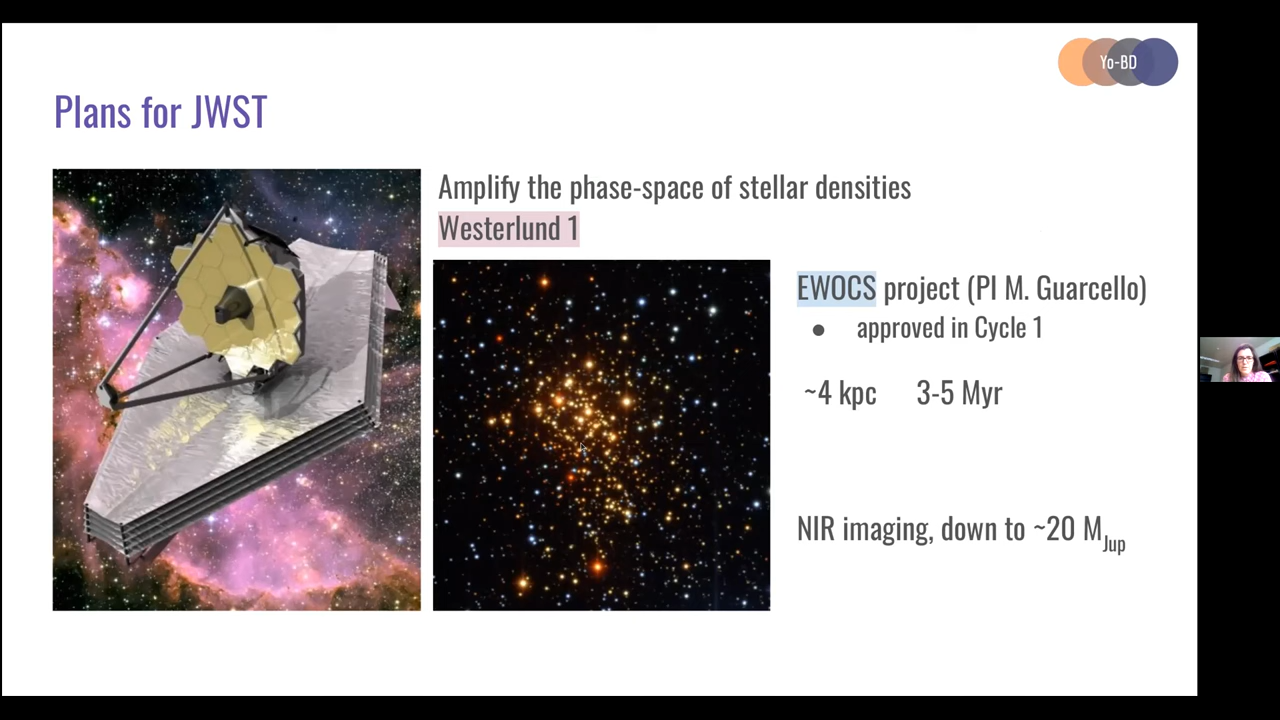 Yo-BD
Plans for JWST
Amplify the phase-space of stellar densities
Westerlund 1
EWOCS project (PI M. Guarcello)
● approved in Cycle 1
~4 kpc 3-5 Myr
NIR imaging, down to ~20 MJup